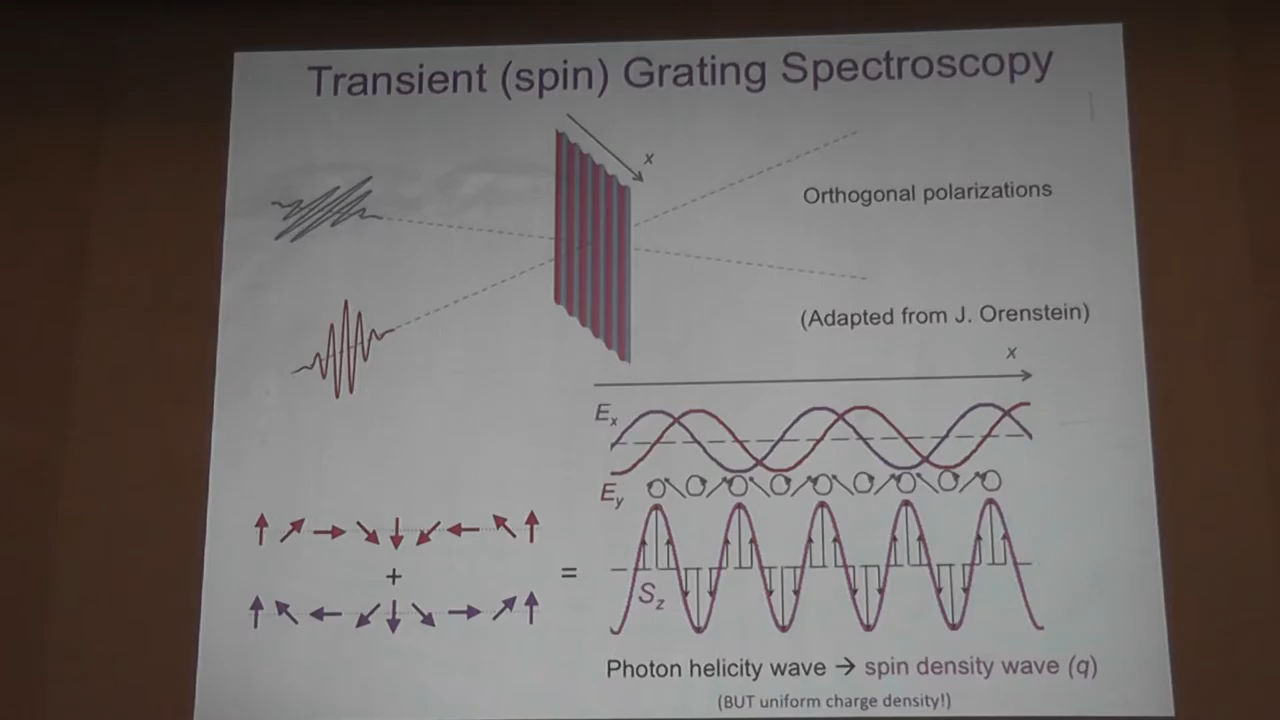 Transient (spin) Grating Spectroscopy
x
Orthogonal polarizations
(Adapted from J. Orenstein)
x
Ex
Ey
+
=
Sz
Photon helicity wave → spin density wave (q)
(BUT uniform charge density!)